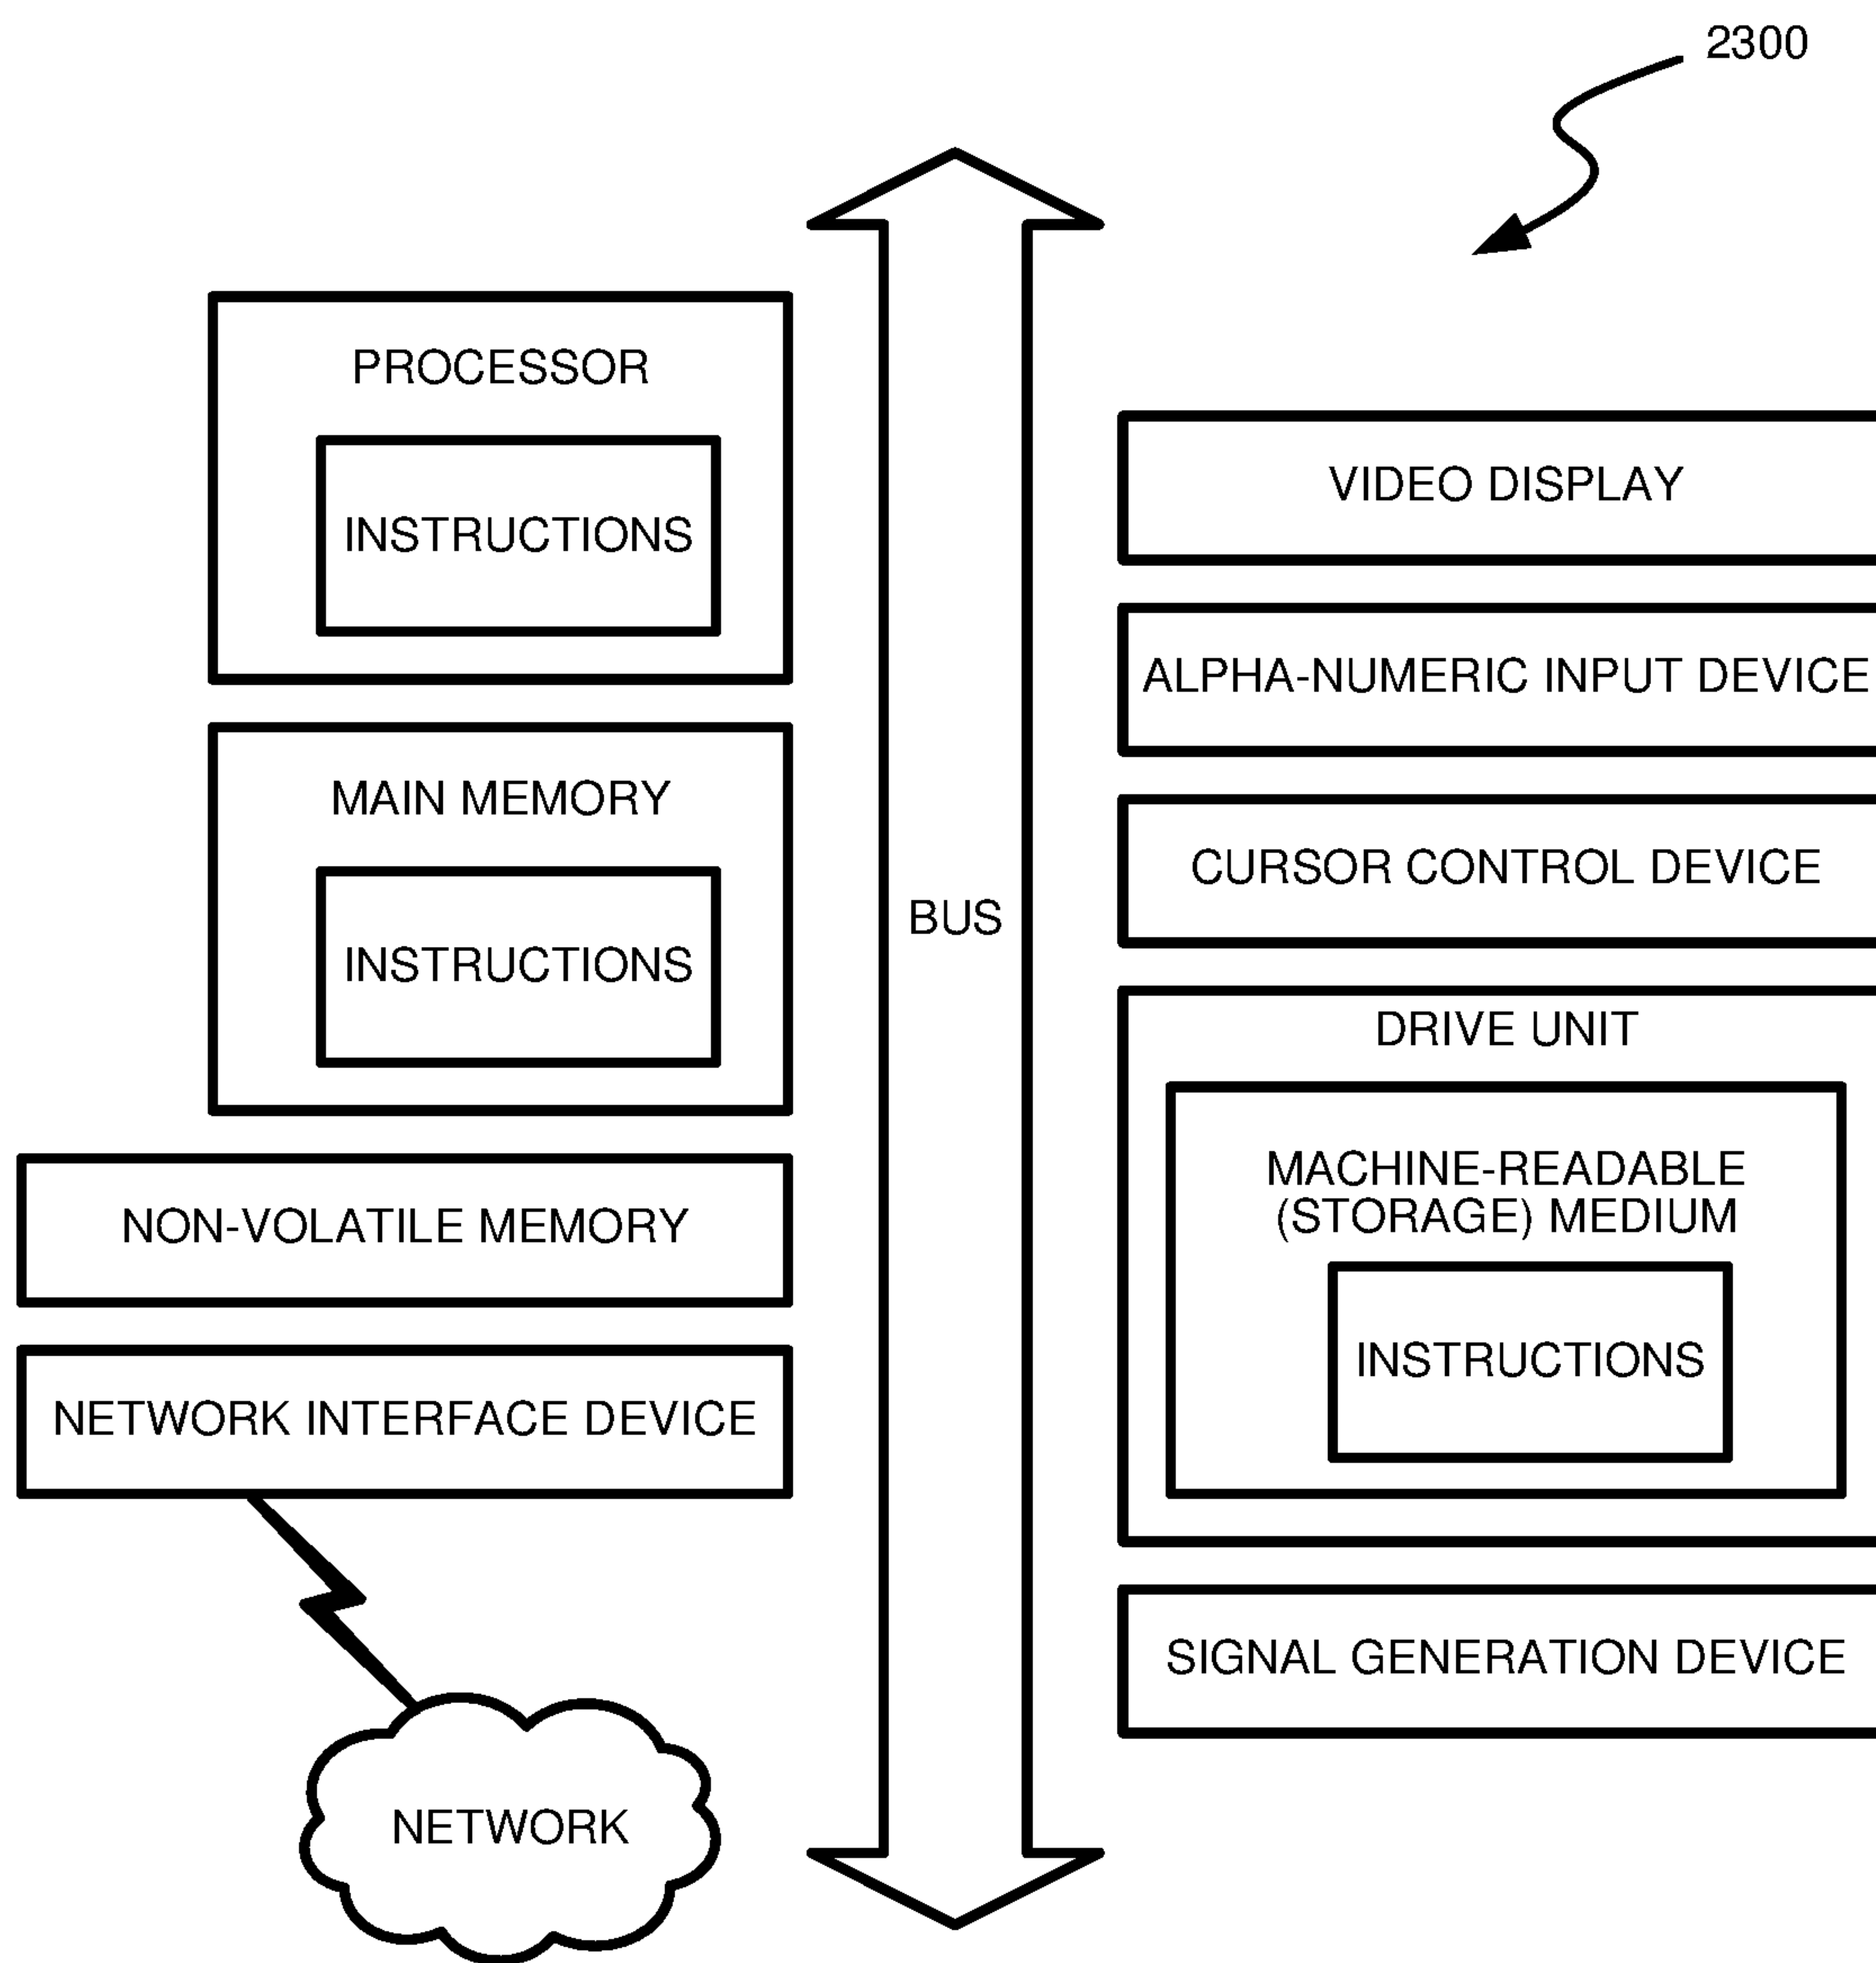 2300
PROCESSOR
INSTRUCTIONS
MAIN MEMORY
INSTRUCTIONS
NON-VOLATILE MEMORY
NETWORK INTERFACE DEVICE
NETWORK
BUS
VIDEO DISPLAY
ALPHA-NUMERIC INPUT DEVICE
CURSOR CONTROL DEVICE
DRIVE UNIT
MACHINE-READABLE
(STORAGE) MEDIUM
INSTRUCTIONS
SIGNAL GENERATION DEVICE